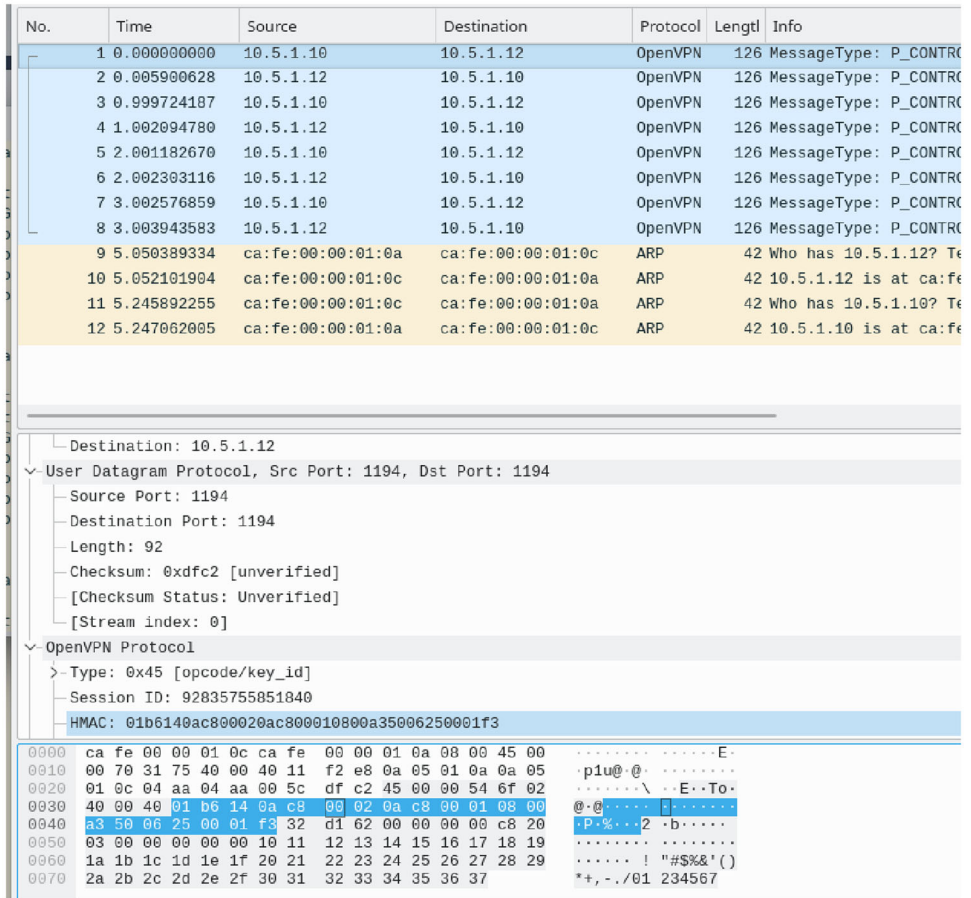 No. Time Source Destination Protocol Lengtl Info
1 0.000000000 10.5.1.10 10.5.1.12 OpenVPN 126 MessageType: P_CONTRO
2 0.005900628 10.5.1.12 10.5.1.10 OpenVPN 126 MessageType: P_CONTRO
3 0.999724187 10.5.1.10 10.5.1.12 OpenVPN 126 MessageType: P_CONTRO
4 1.002094780 10.5.1.12 10.5.1.10 OpenVPN 126 MessageType: P_CONTRO
5 2.001182670 10.5.1.10 10.5.1.12 OpenVPN 126 MessageType: P_CONTRO
6 2.002303116 10.5.1.12 10.5.1.10 OpenVPN 126 MessageType: P_CONTRO
7 3.002576859 10.5.1.10 10.5.1.12 OpenVPN 126 MessageType: P_CONTRO
8 3.003943583 10.5.1.12 10.5.1.10 OpenVPN 126 MessageType: P_CONTRO
9 5.050389334 ca:fe:00:00:01:0a ca:fe:00:00:01:0c ARP 42 Who has 10.5.1.12? Te
10 5.052101904 ca:fe:00:00:01:0c ca:fe:00:00:01:0a ARP 42 10.5.1.12 is at ca:fe
11 5.245892255 ca:fe:00:00:01:0c ca:fe:00:00:01:0a ARP 42 Who has 10.5.1.10? Te
12 5.247062005 ca:fe:00:00:01:0a ca:fe:00:00:01:0c ARP 42 10.5.1.10 is at ca:fe
Destination: 10.5.1.12
User Datagram Protocol, Src Port: 1194, Dst Port: 1194
Source Port: 1194
Destination Port: 1194
Length: 92
Checksum: 0xdfc2 [unverified]
[Checksum Status: Unverified]
[Stream index: 0]
OpenVPN Protocol
Type: 0x45 [opcode/key_id]
Session ID: 92835755851840
HMAC: 01b6140ac800020ac800010800a35006250001f3
0000 ca fe 00 00 01 0c ca fe 00 00 01 0a 08 00 45 00 ········ ······E·
0010 00 70 31 75 40 00 40 11 f2 e8 0a 05 01 0a 0a 05 ·p1u@·@· ········
0020 01 0c 04 aa 04 aa 00 5c df c2 45 00 00 54 6f 02 ·······\ ··E··To·
0030 40 00 40 01 b6 14 0a c8 00 02 0a c8 00 01 08 00 @·@····· ········
0040 a3 50 06 25 00 01 f3 32 d1 62 00 00 00 00 c8 20 ·P·%···2 ·b·····
0050 03 00 00 00 00 00 10 11 12 13 14 15 16 17 18 19 ········ ········
0060 1a 1b 1c 1d 1e 1f 20 21 22 23 24 25 26 27 28 29 ······ ! "#$%&'()
0070 2a 2b 2c 2d 2e 2f 30 31 32 33 34 35 36 37 *+,-./01 234567